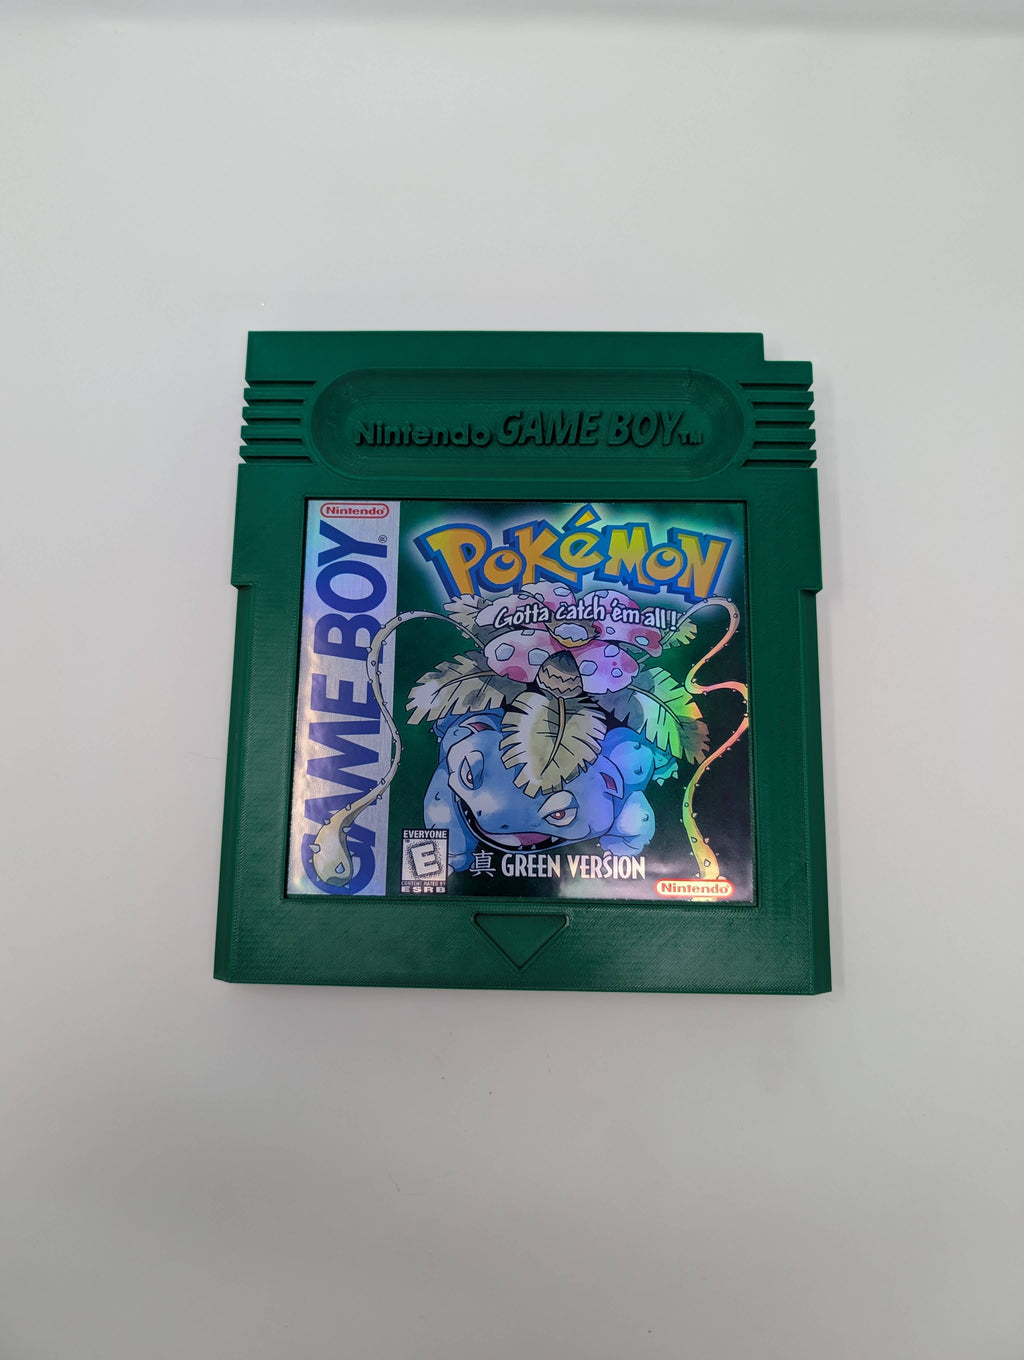 Nintendo GAME BOY TM
Nintendo
GAME BOY ®
POKéMON
Gotta catch 'em all!!
EVERYONE
E
CONTENT RATED BY
ESRB
真 GREEN VERSION
Nintendo